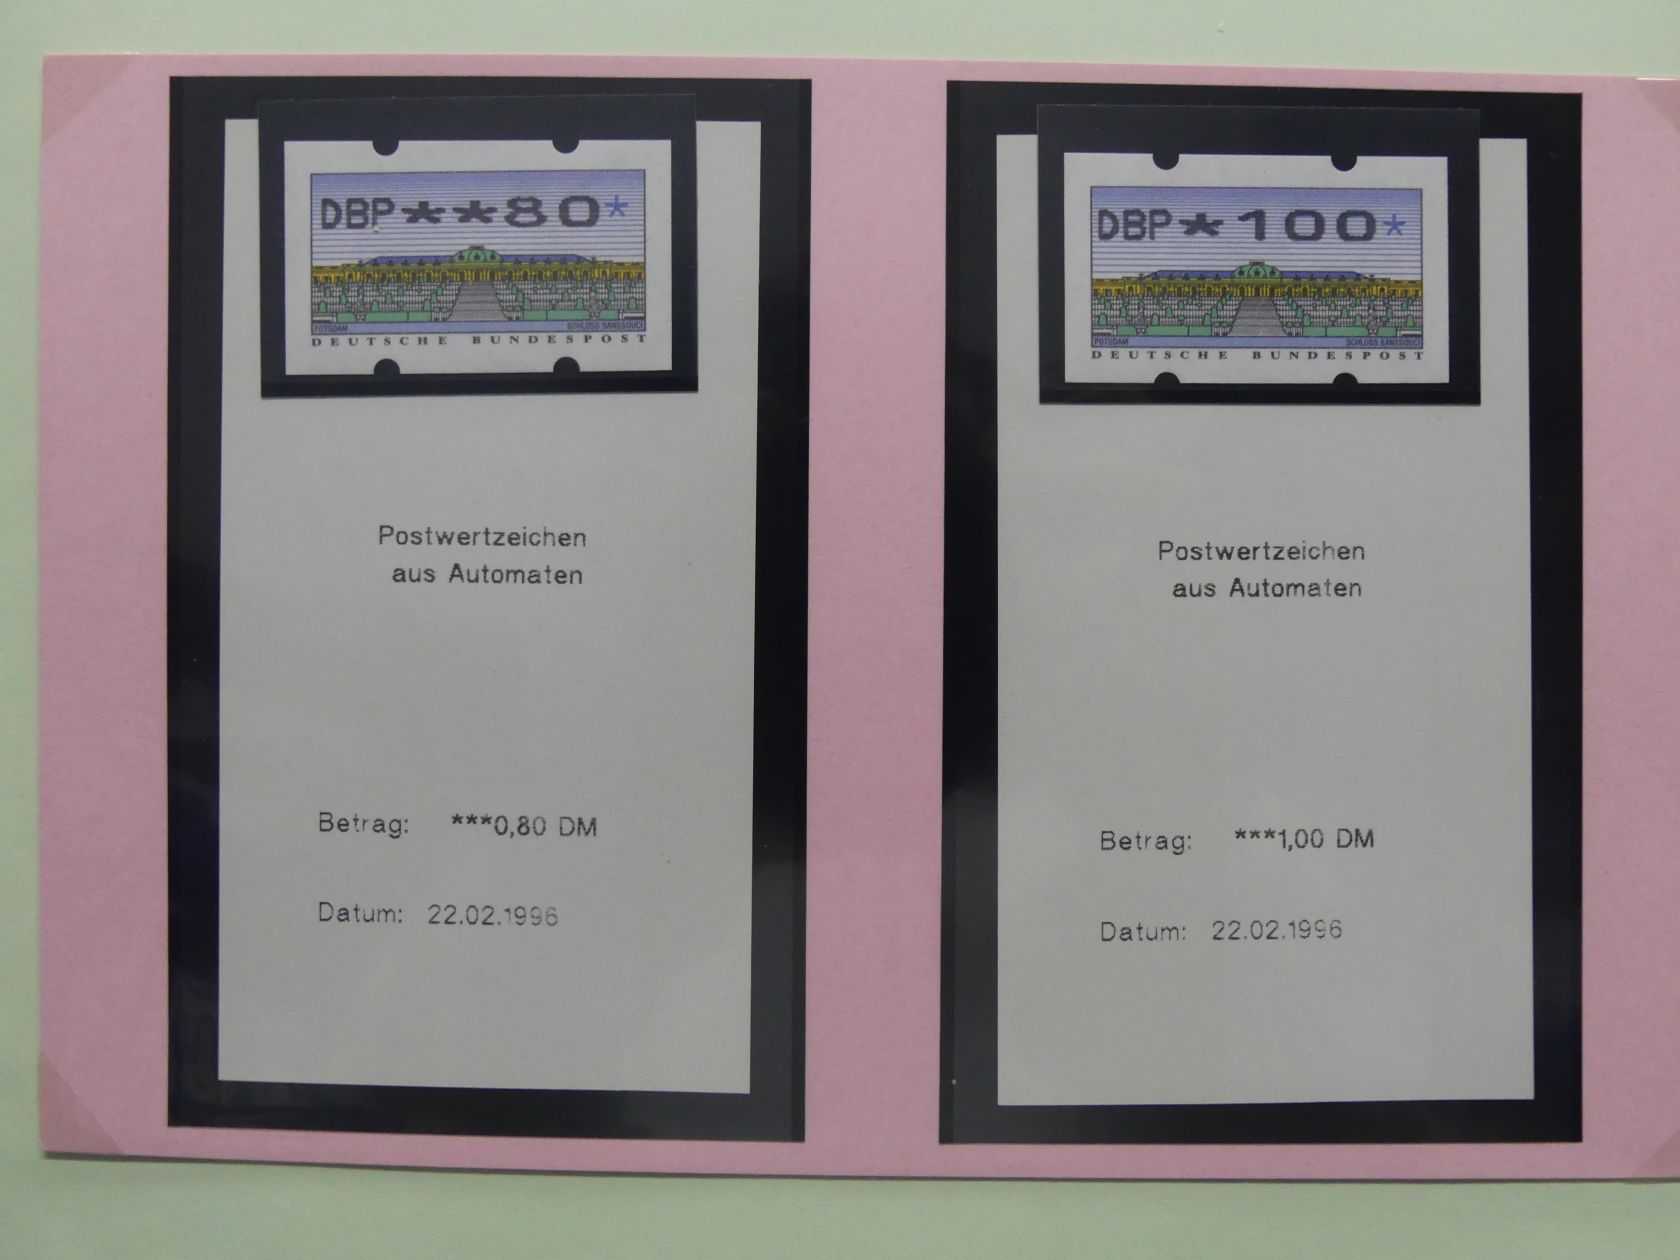 DBP**80*
POTSDAM SCHLOSS SANSSOUCI
DEUTSCHE BUNDESPOST
Postwertzeichen
aus Automaten
Betrag: ***0,80 DM
Datum: 22.02.1996
DBP*100*
POTSDAM SCHLOSS SANSSOUCI
DEUTSCHE BUNDESPOST
Postwertzeichen
aus Automaten
Betrag: ***1,00 DM
Datum: 22.02.1996